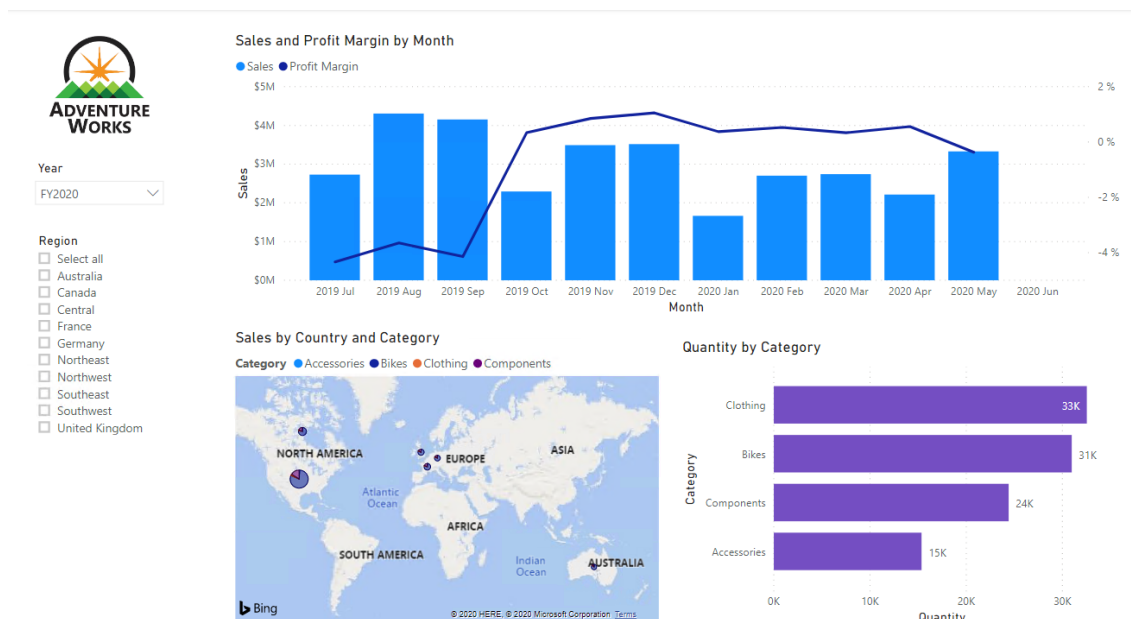 ADVENTURE
WORKS
Year
FY2020
Region
Select all
Australia
Canada
Central
France
Germany
Northeast
Northwest
Southeast
Southwest
United Kingdom
Sales and Profit Margin by Month
Sales Profit Margin
$5M
$4M
$3M
$2M
$1M
$0M
Sales
2 %
0 %
-2 %
-4 %
2019 Jul 2019 Aug 2019 Sep 2019 Oct 2019 Nov 2019 Dec 2020 Jan 2020 Feb 2020 Mar 2020 Apr 2020 May 2020 Jun
Month
Sales by Country and Category
Category Accessories Bikes Clothing Components
NORTH AMERICA
EUROPE
ASIA
Atlantic
Ocean
AFRICA
SOUTH AMERICA
Indian
Ocean
AUSTRALIA
Bing
© 2020 HERE, © 2020 Microsoft Corporation Terms
Quantity by Category
Category
Clothing 33K
Bikes 31K
Components 24K
Accessories 15K
0K 10K 20K 30K
Quantity